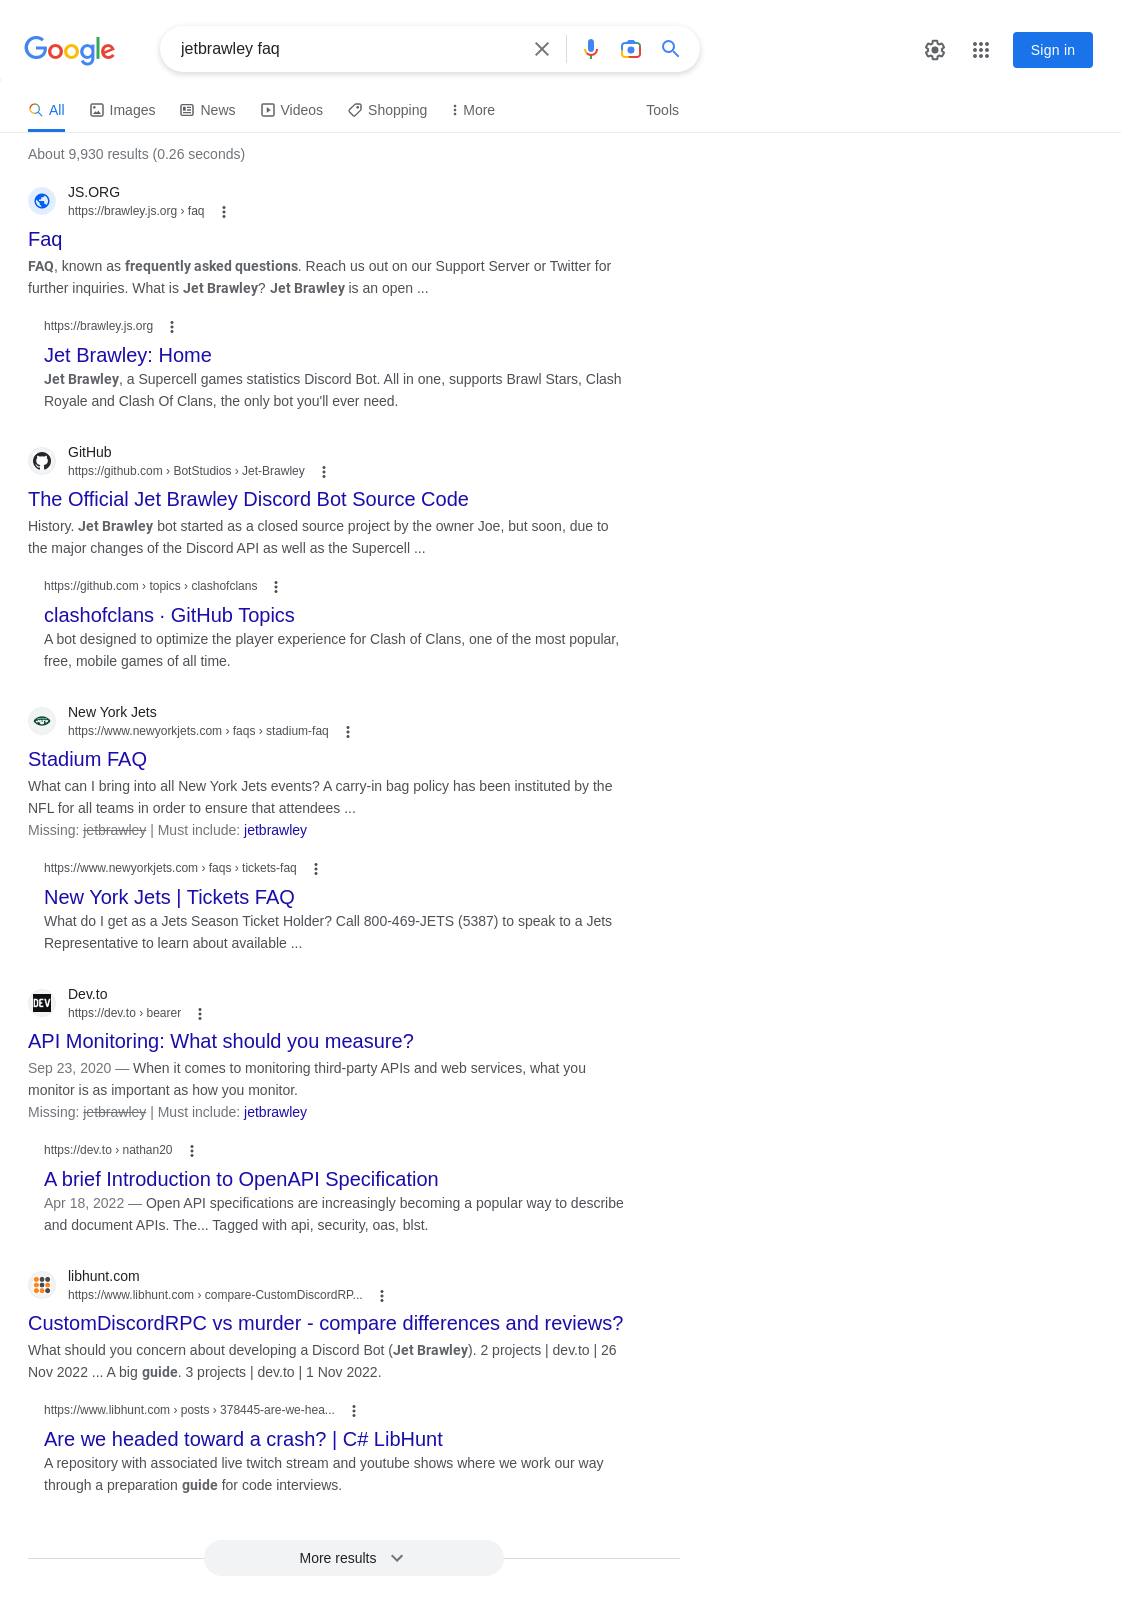 Google
jetbrawley faq
Sign in
All
Images
News
Videos
Shopping
More
Tools
About 9,930 results (0.26 seconds)
JS.ORG
https://brawley.js.org › faq
Faq
FAQ, known as frequently asked questions. Reach us out on our Support Server or Twitter for
further inquiries. What is Jet Brawley? Jet Brawley is an open ...
https://brawley.js.org
Jet Brawley: Home
Jet Brawley, a Supercell games statistics Discord Bot. All in one, supports Brawl Stars, Clash
Royale and Clash Of Clans, the only bot you'll ever need.
GitHub
https://github.com › BotStudios › Jet-Brawley
The Official Jet Brawley Discord Bot Source Code
History. Jet Brawley bot started as a closed source project by the owner Joe, but soon, due to
the major changes of the Discord API as well as the Supercell ...
https://github.com › topics › clashofclans
clashofclans · GitHub Topics
A bot designed to optimize the player experience for Clash of Clans, one of the most popular,
free, mobile games of all time.
New York Jets
https://www.newyorkjets.com › faqs › stadium-faq
Stadium FAQ
What can I bring into all New York Jets events? A carry-in bag policy has been instituted by the
NFL for all teams in order to ensure that attendees ...
Missing: jetbrawley | Must include: jetbrawley
https://www.newyorkjets.com › faqs › tickets-faq
New York Jets | Tickets FAQ
What do I get as a Jets Season Ticket Holder? Call 800-469-JETS (5387) to speak to a Jets
Representative to learn about available ...
DEV
Dev.to
https://dev.to › bearer
API Monitoring: What should you measure?
Sep 23, 2020 — When it comes to monitoring third-party APIs and web services, what you
monitor is as important as how you monitor.
Missing: jetbrawley | Must include: jetbrawley
https://dev.to › nathan20
A brief Introduction to OpenAPI Specification
Apr 18, 2022 — Open API specifications are increasingly becoming a popular way to describe
and document APIs. The... Tagged with api, security, oas, blst.
libhunt.com
https://www.libhunt.com › compare-CustomDiscordRP...
CustomDiscordRPC vs murder - compare differences and reviews?
What should you concern about developing a Discord Bot (Jet Brawley). 2 projects | dev.to | 26
Nov 2022 ... A big guide. 3 projects | dev.to | 1 Nov 2022.
https://www.libhunt.com › posts › 378445-are-we-hea...
Are we headed toward a crash? | C# LibHunt
A repository with associated live twitch stream and youtube shows where we work our way
through a preparation guide for code interviews.
More results